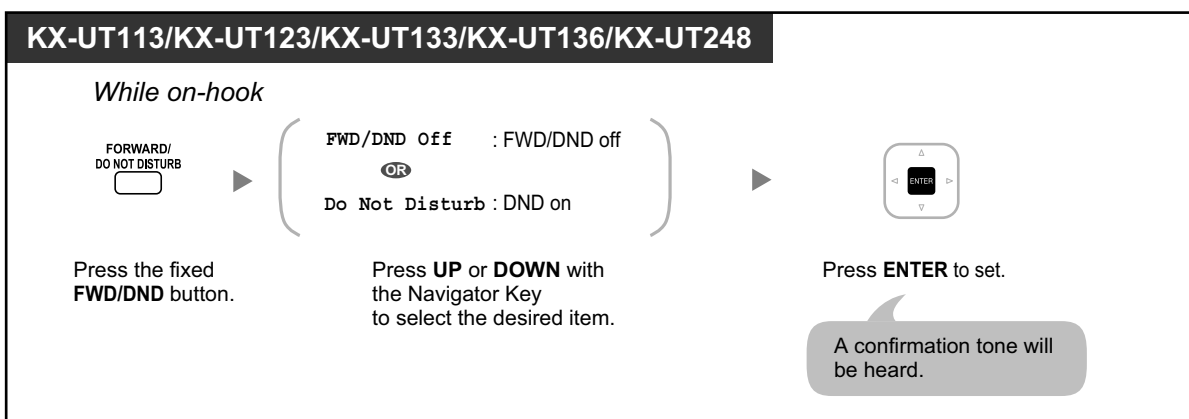 KX-UT113/KX-UT123/KX-UT133/KX-UT136/KX-UT248
While on-hook
FORWARD/
DO NOT DISTURB
FWD/DND Off : FWD/DND off
OR
Do Not Disturb : DND on
ENTER
Press the fixed
FWD/DND button.
Press UP or DOWN with
the Navigator Key
to select the desired item.
Press ENTER to set.
A confirmation tone will
be heard.